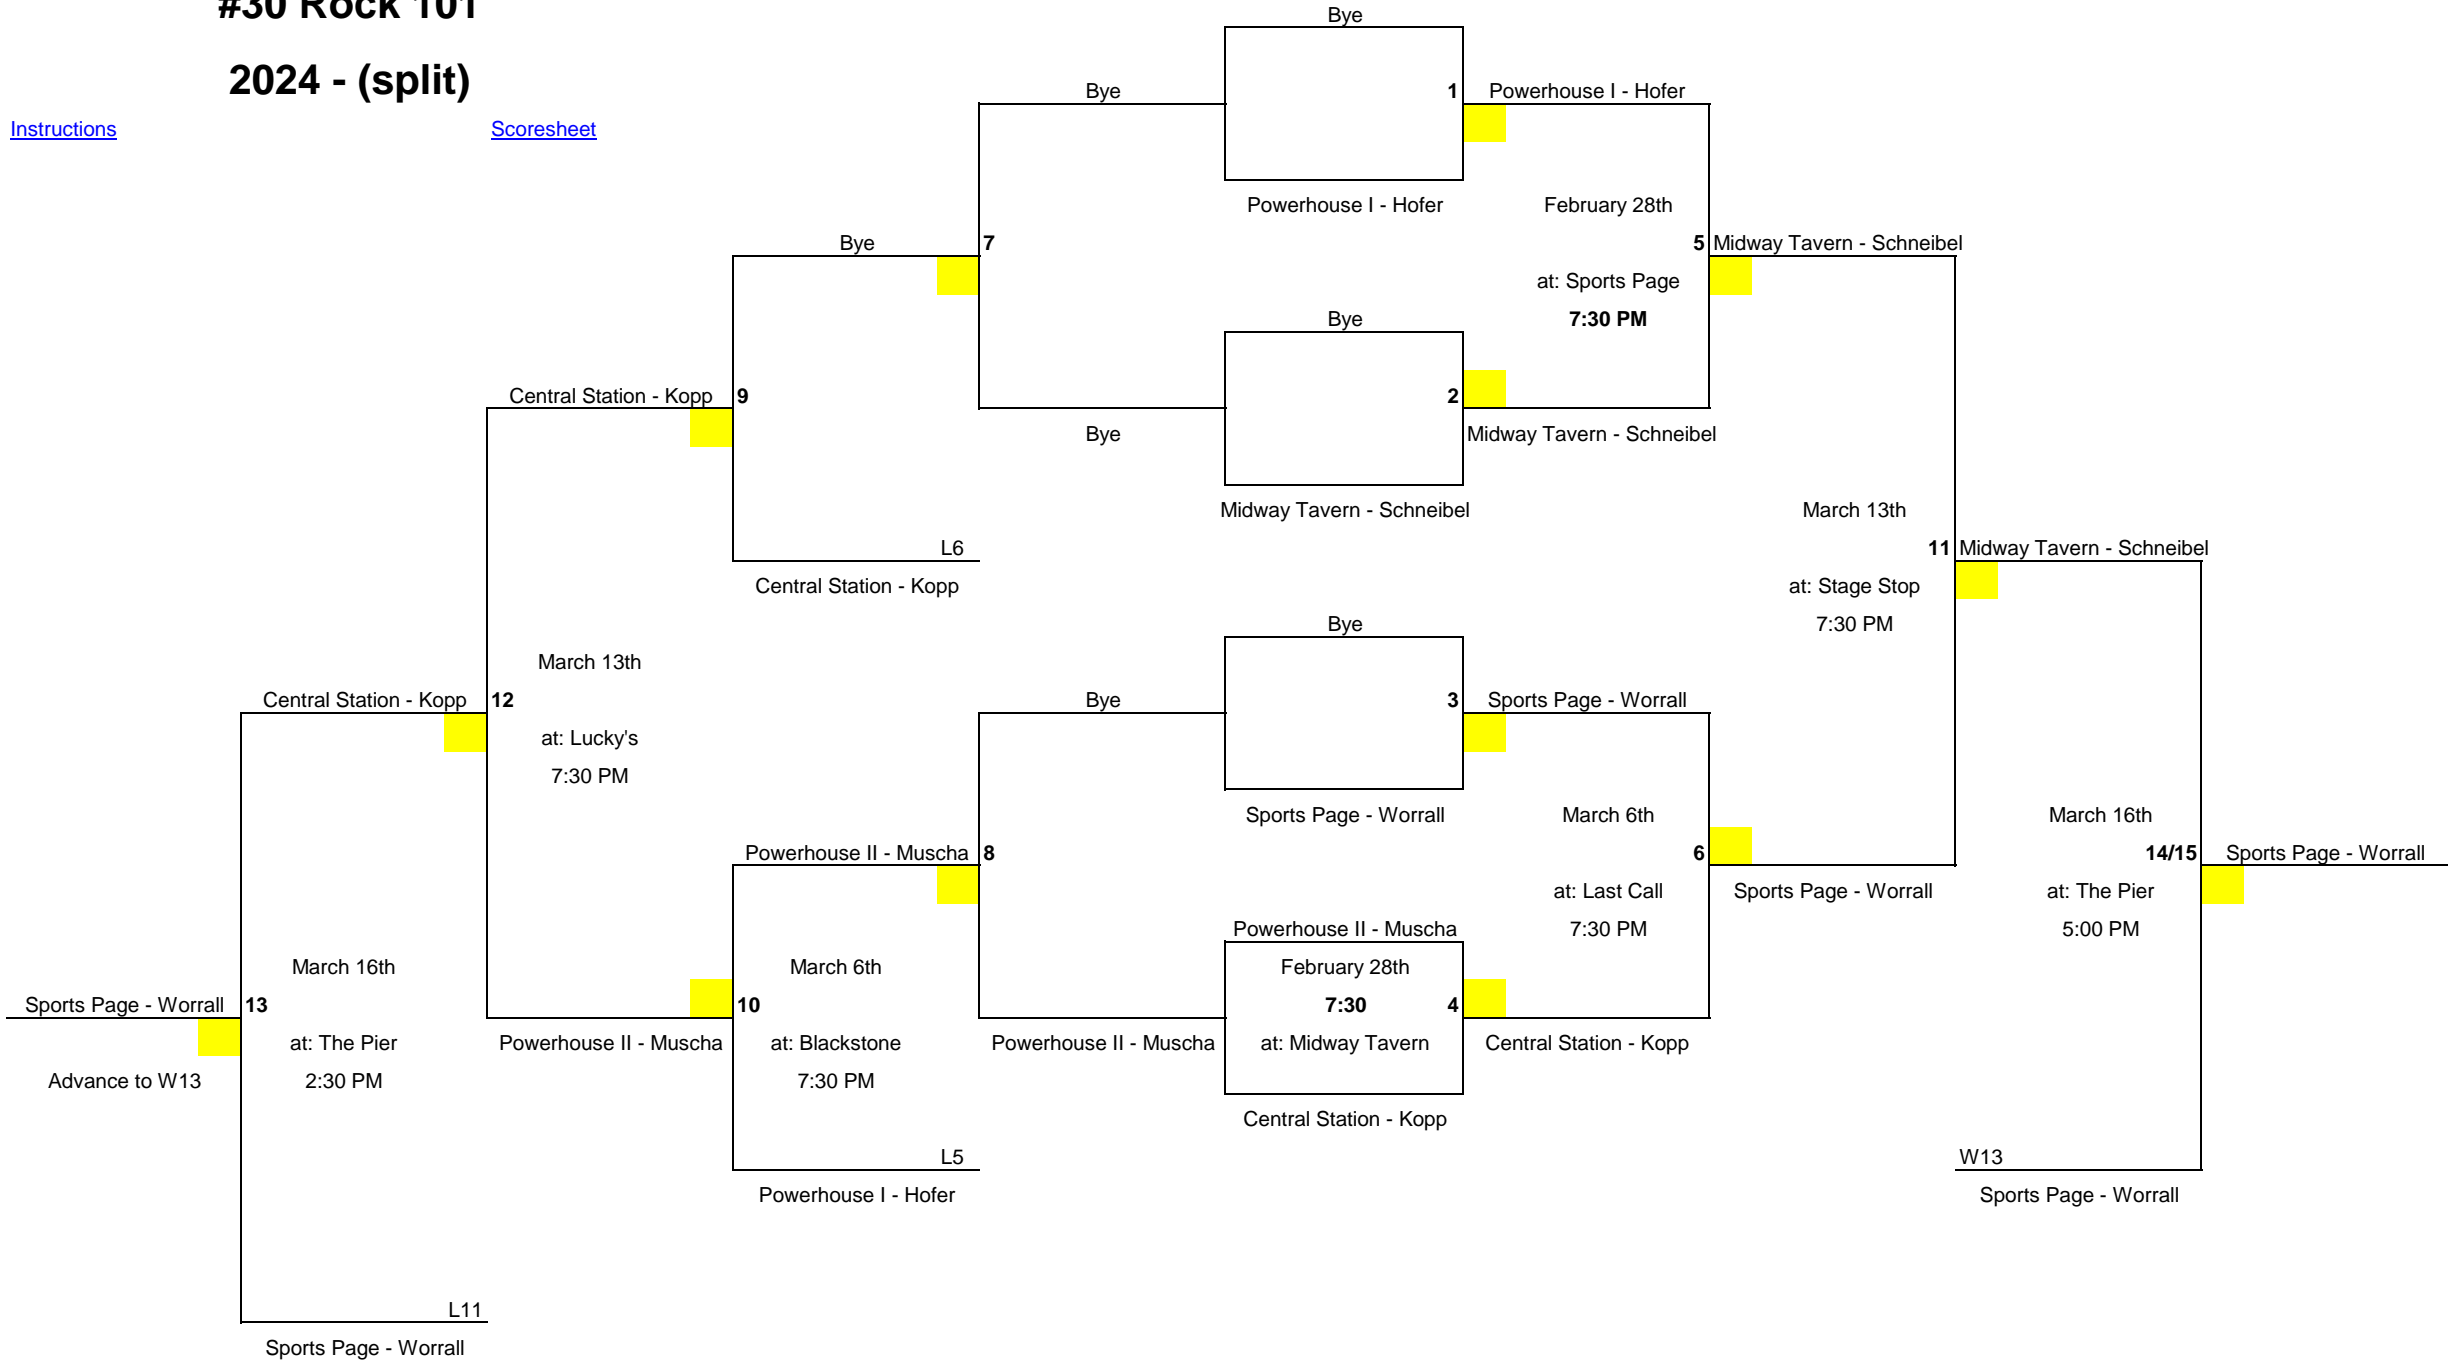 #30 Rock 101
2024 - (split)
Instructions
Scoresheet
Bye
Bye
1
Powerhouse I - Hofer
Powerhouse I - Hofer
February 28th
Bye
7
5
Midway Tavern - Schneibel
at: Sports Page
Bye
7:30 PM
Central Station - Kopp
9
2
Bye
Midway Tavern - Schneibel
Midway Tavern - Schneibel
March 13th
L6
11
Midway Tavern - Schneibel
Central Station - Kopp
at: Stage Stop
Bye
7:30 PM
March 13th
Central Station - Kopp
12
Bye
3
Sports Page - Worrall
at: Lucky's
7:30 PM
Sports Page - Worrall
March 6th
March 16th
Powerhouse II - Muscha
8
6
14/15
Sports Page - Worrall
at: Last Call
Sports Page - Worrall
at: The Pier
Powerhouse II - Muscha
7:30 PM
5:00 PM
March 16th
March 6th
February 28th
Sports Page - Worrall
13
10
7:30
4
at: The Pier
Powerhouse II - Muscha
at: Blackstone
Powerhouse II - Muscha
at: Midway Tavern
Central Station - Kopp
Advance to W13
2:30 PM
7:30 PM
Central Station - Kopp
L5
W13
Powerhouse I - Hofer
Sports Page - Worrall
L11
Sports Page - Worrall